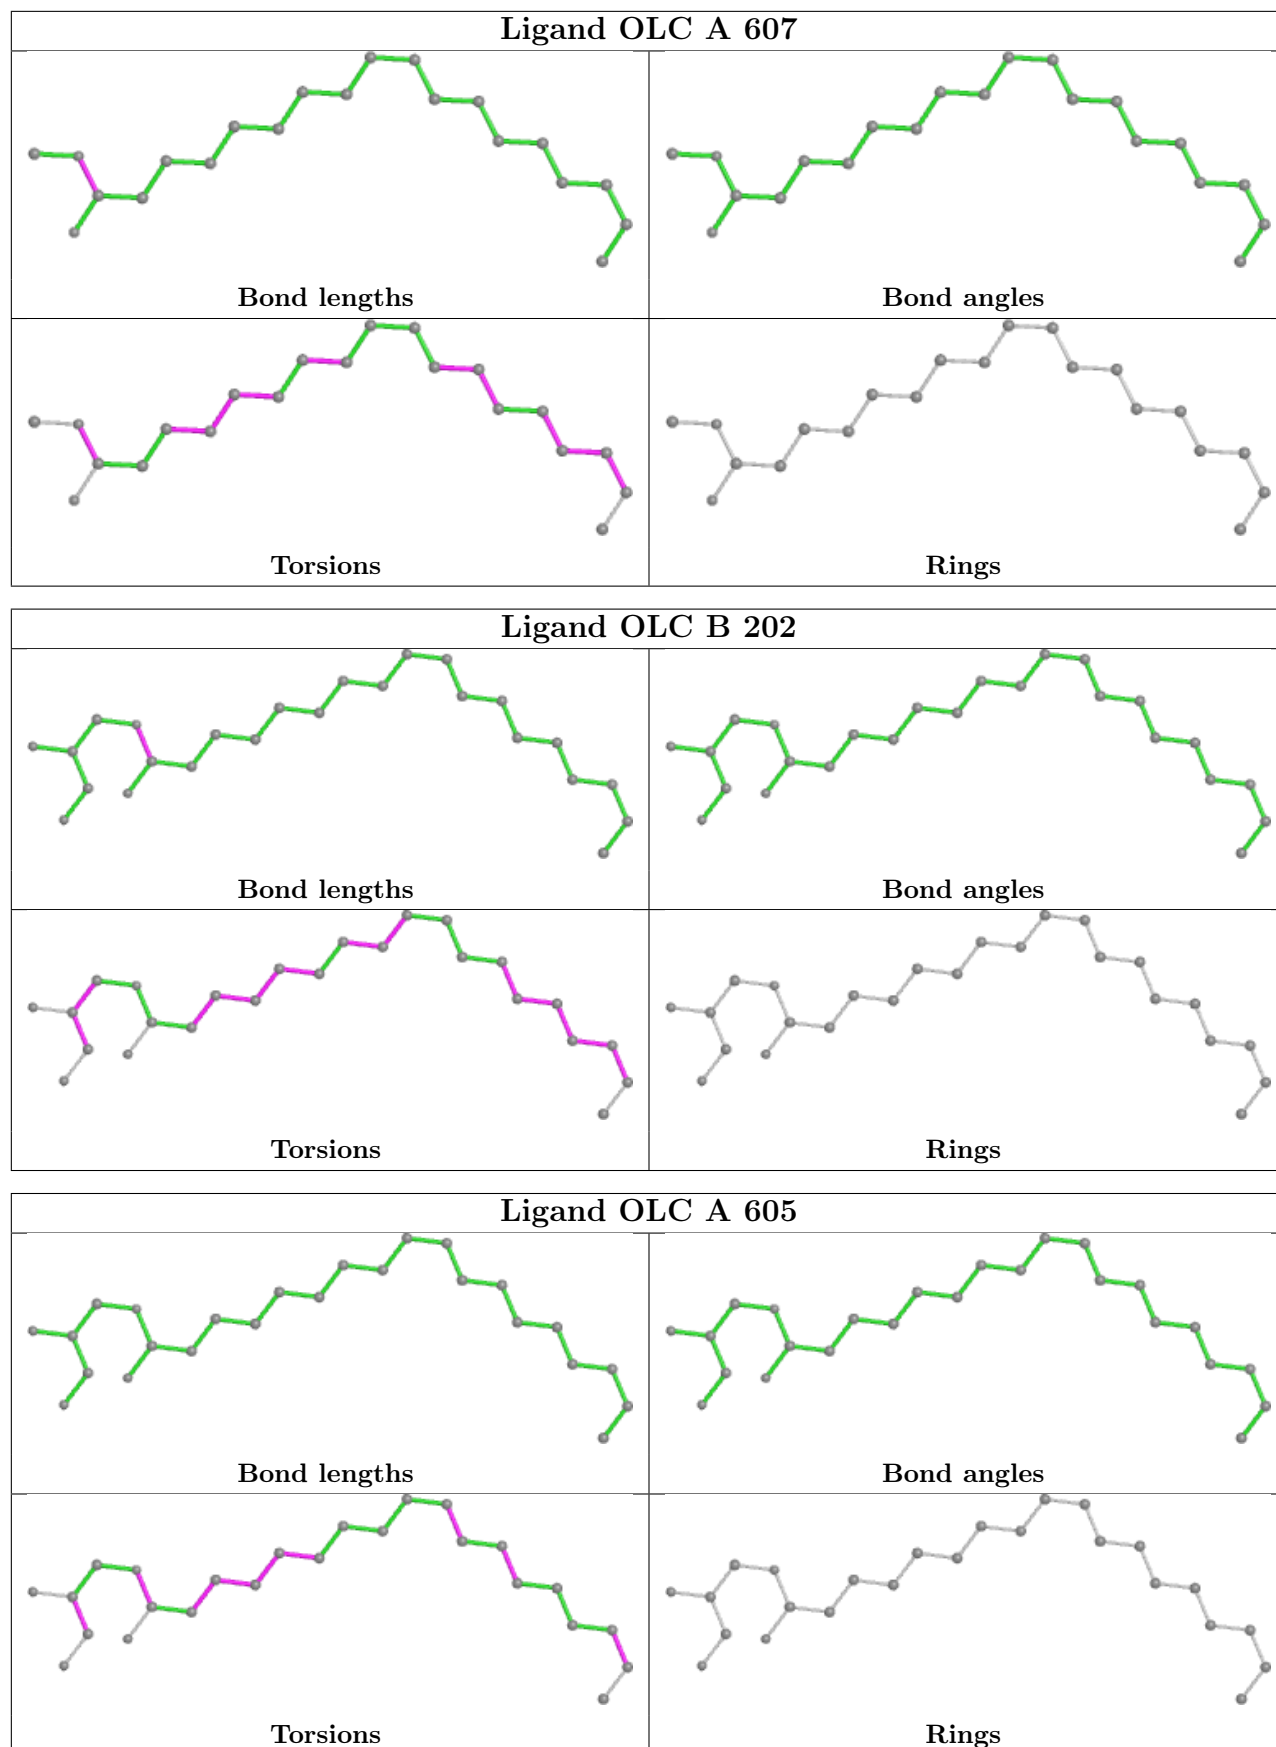 Ligand OLC A 607
Bond lengths
Bond angles
Torsions
Rings
Ligand OLC B 202
Bond lengths
Bond angles
Torsions
Rings
Ligand OLC A 605
Bond lengths
Bond angles
Torsions
Rings